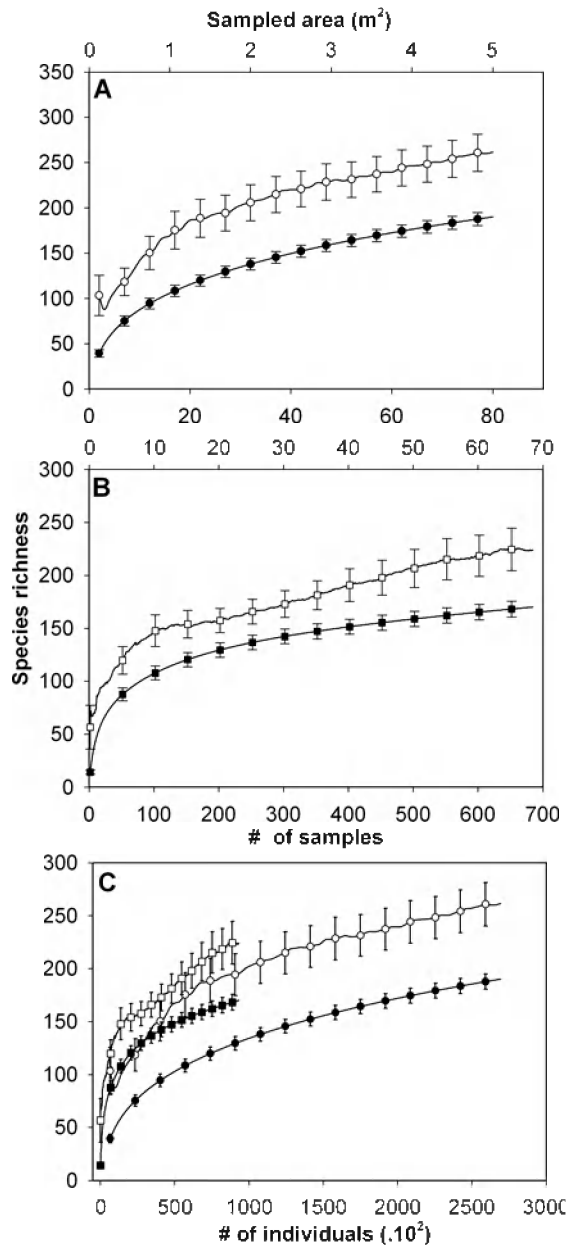 Sampled area (m²)
0 1 2 3 4 5
A
350
300
250
200
150
100
50
0
0 20 40 60 80
0 10 20 30 40 50 60 70
B
300
250
200
150
100
50
0
Species richness
0 100 200 300 400 500 600 700
# of samples
C
300
250
200
150
100
50
0
0 500 1000 1500 2000 2500 3000
# of individuals (.10²)